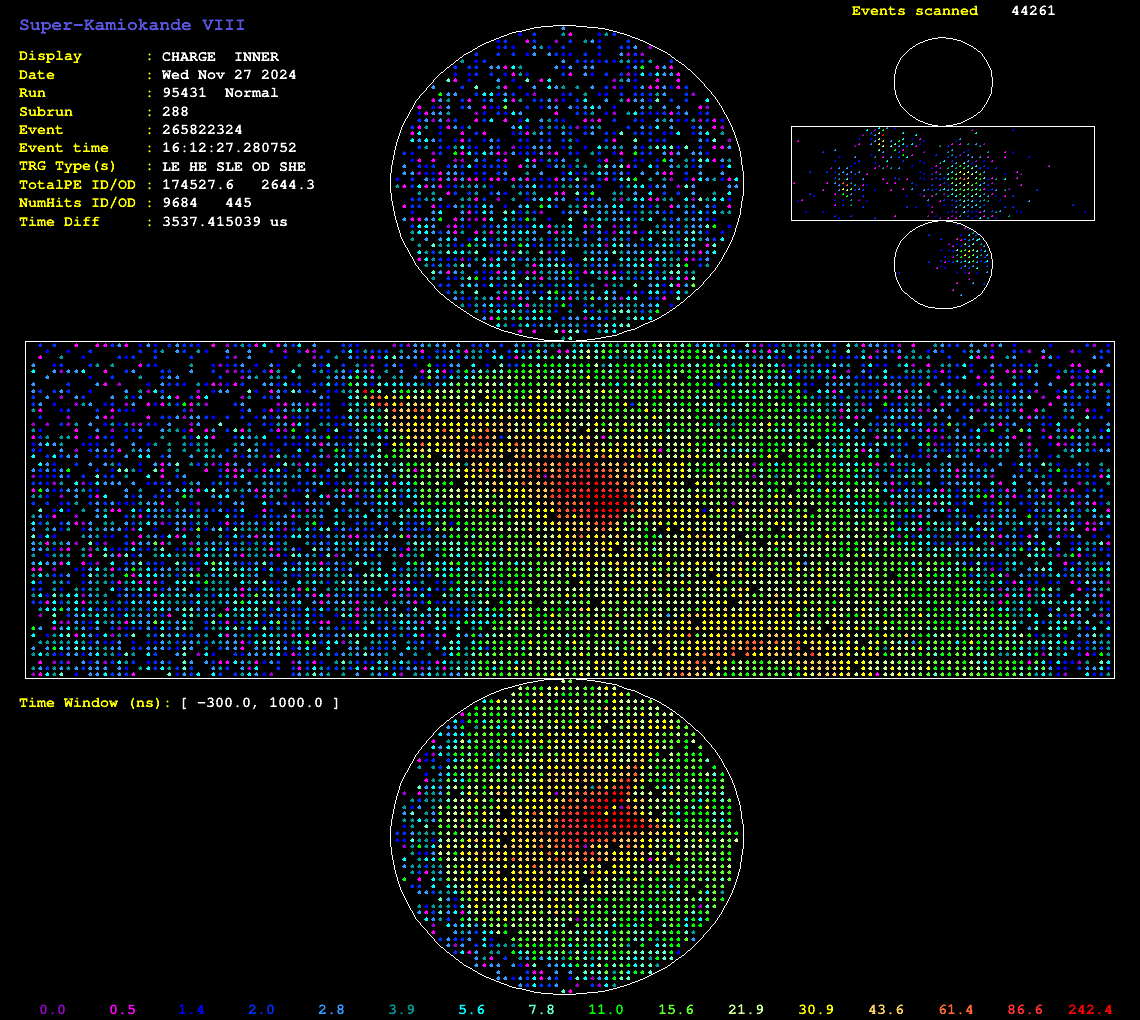 Super-Kamiokande VIII
Events scanned 44261
Display : CHARGE INNER
Date : Wed Nov 27 2024
Run : 95431 Normal
Subrun : 288
Event : 265822324
Event time : 16:12:27.280752
TRG Type(s) : LE HE SLE OD SHE
TotalPE ID/OD : 174527.6 2644.3
NumHits ID/OD : 9684 445
Time Diff : 3537.415039 us
Time Window (ns): [ -300.0, 1000.0 ]
0.0 0.5 1.4 2.0 2.8 3.9 5.6 7.8 11.0 15.6 21.9 30.9 43.6 61.4 86.6 242.4